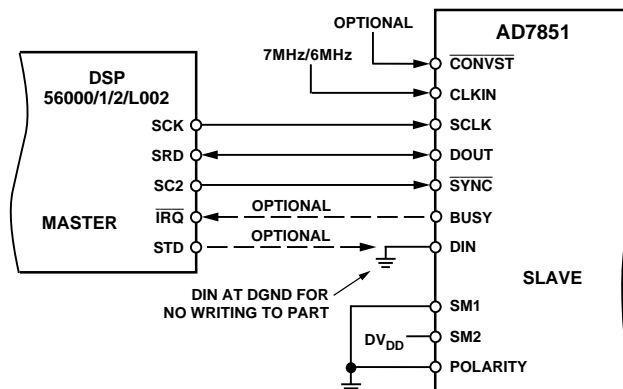 OPTIONAL
AD7851
7MHz/6MHz
DSP
56000/1/2/L002
CONVST
CLKIN
SCK
SCLK
SRD
DOUT
SC2
SYNC
OPTIONAL
MASTER
IRQ
BUSY
OPTIONAL
STD
DIN
DIN AT DGND FOR
NO WRITING TO PART
SLAVE
SM1
DVDD
SM2
POLARITY